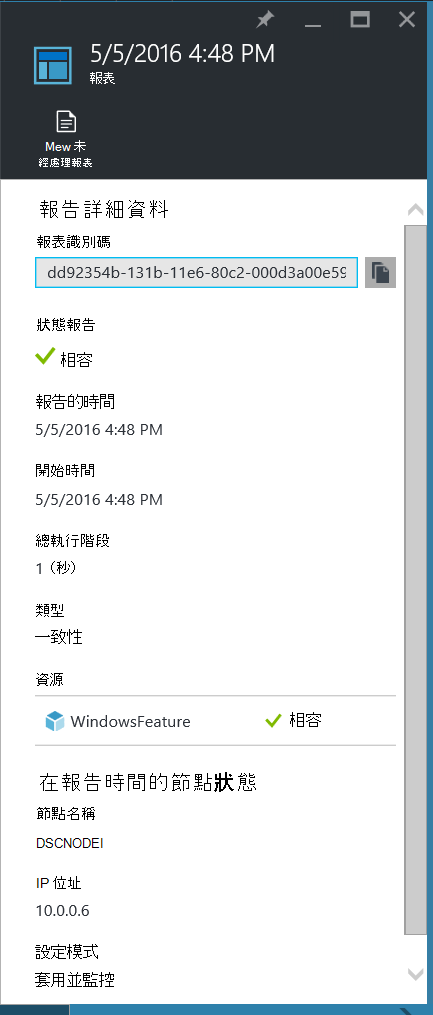 5/5/2016 4:48 PM
報表
Mew 未
經處理報表
報告詳細資料
報表識別碼
dd92354b-131b-11e6-80c2-000d3a00e59
狀態報告
相容
報告的時間
5/5/2016 4:48 PM
開始時間
5/5/2016 4:48 PM
總執行階段
1（秒）
類型
一致性
資源
WindowsFeature 相容
在報告時間的節點狀態
節點名稱
DSCNODEI
IP 位址
10.0.0.6
設定模式
套用並監控